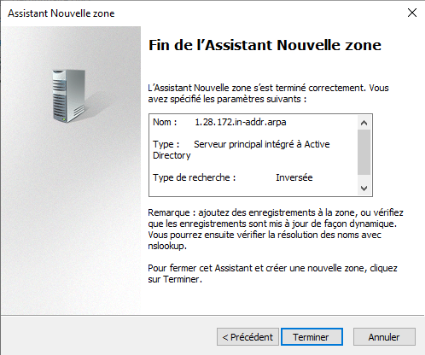 Assistant Nouvelle zone
Fin de l'Assistant Nouvelle zone
L'Assistant Nouvelle zone s'est terminé correctement. Vous
avez spécifié les paramètres suivants :
Nom : 1.28.172.in-addr.arpa
Type : Serveur principal intégré à Active
Directory
Type de recherche : Inversée
Remarque : ajoutez des enregistrements à la zone, ou vérifiez
que les enregistrements sont mis à jour de façon dynamique.
Vous pourrez ensuite vérifier la résolution des noms avec
nslookup.
Pour fermer cet Assistant et créer une nouvelle zone, cliquez
sur Terminer.
< Précédent Terminer Annuler